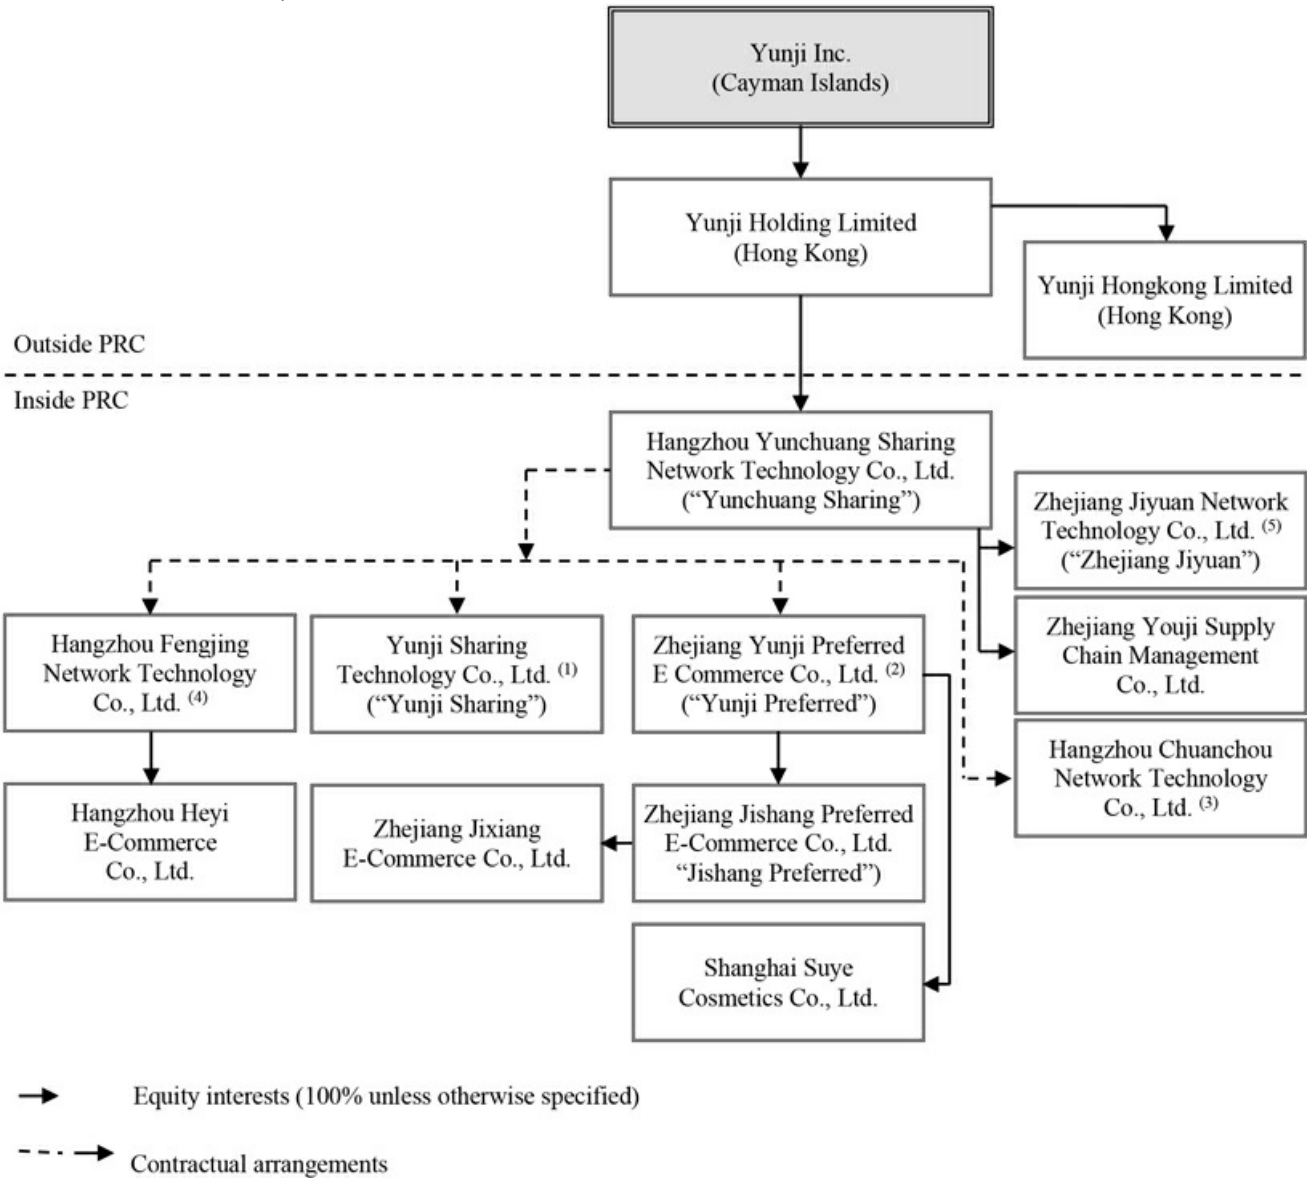 Yunji Inc.
(Cayman Islands)
Yunji Holding Limited
(Hong Kong)
Yunji Hongkong Limited
(Hong Kong)
Outside PRC
Inside PRC
Hangzhou Yunchuang Sharing
Network Technology Co., Ltd.
(“Yunchuang Sharing”)
Zhejiang Jiyuan Network
Technology Co., Ltd. (5)
(“Zhejiang Jiyuan”)
Zhejiang Youji Supply
Chain Management
Co., Ltd.
Hangzhou Chuanchou
Network Technology
Co., Ltd. (3)
Hangzhou Fengjing
Network Technology
Co., Ltd. (4)
Yunji Sharing
Technology Co., Ltd. (1)
(“Yunji Sharing”)
Zhejiang Yunji Preferred
E Commerce Co., Ltd. (2)
(“Yunji Preferred”)
Hangzhou Heyi
E-Commerce
Co., Ltd.
Zhejiang Jixiang
E-Commerce Co., Ltd.
Zhejiang Jishang Preferred
E-Commerce Co., Ltd.
“Jishang Preferred”)
Shanghai Suye
Cosmetics Co., Ltd.
Equity interests (100% unless otherwise specified)
Contractual arrangements